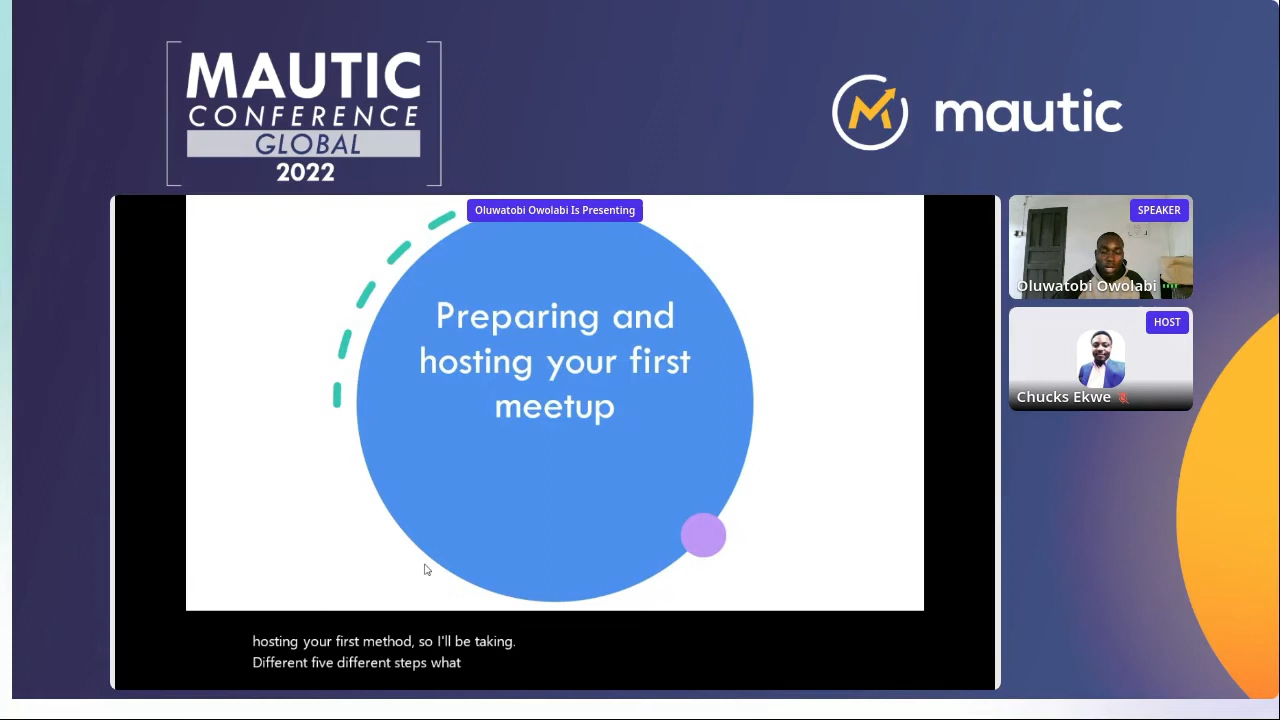 MAUTIC
CONFERENCE
GLOBAL
2022
mautic
Oluwatobi Owolabi Is Presenting
Preparing and
hosting your first
meetup
SPEAKER
Oluwatobi Owolabi
HOST
Chucks Ekwe
hosting your first method, so I'll be taking.
Different five different steps what